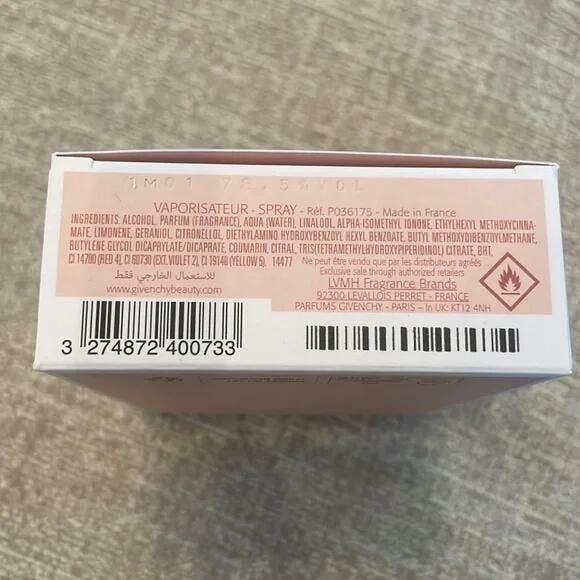 1M01 78.5%VOL
VAPORISATEUR - SPRAY - Réf. P036175 - Made in France
INGREDIENTS: ALCOHOL, PARFUM (FRAGRANCE), AQUA (WATER), LINALOOL, ALPHA-ISOMETHYL IONONE, ETHYLHEXYL METHOXYCINNA-
MATE, LIMONENE, GERANIOL, CITRONELLOL, DIETHYLAMINO HYDROXYBENZOYL HEXYL BENZOATE, BUTYL METHOXYDIBENZOYLMETHANE,
BUTYLENE GLYCOL DICAPRYLATE/DICAPRATE, COUMARIN, CITRAL, TRIS(TETRAMETHYLHYDROXYPIPERIDINOL) CITRATE, BHT,
CI 14700 (RED 4), CI 60730 (EXT. VIOLET 2), CI 19140 (YELLOW 5). 14477
Ne peut être vendu que par les distributeurs agréés
Exclusive sale through authorized retailers
LVMH Fragrance Brands
92300 LEVALLOIS PERRET - FRANCE
PARFUMS GIVENCHY - PARIS - In UK: KT12 4NH
للاستعمال الخارجي فقط
www.givenchybeauty.com
3 274872 400733